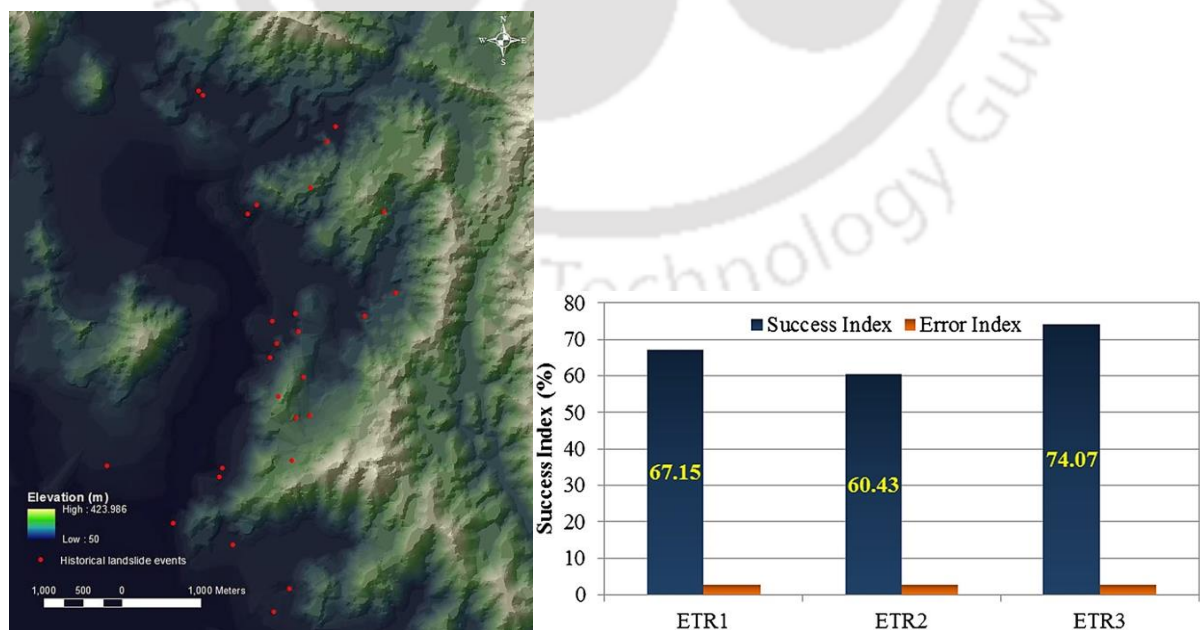 N
W E
S
Technology Guw
Elevation (m)
High : 423.986
Low : 50
Historical landslide events
1,000 500 0 1,000 Meters
Success Index (%)
80
70
60
50
40
30
20
10
0
Success Index Error Index
67.15
60.43
74.07
ETR1 ETR2 ETR3